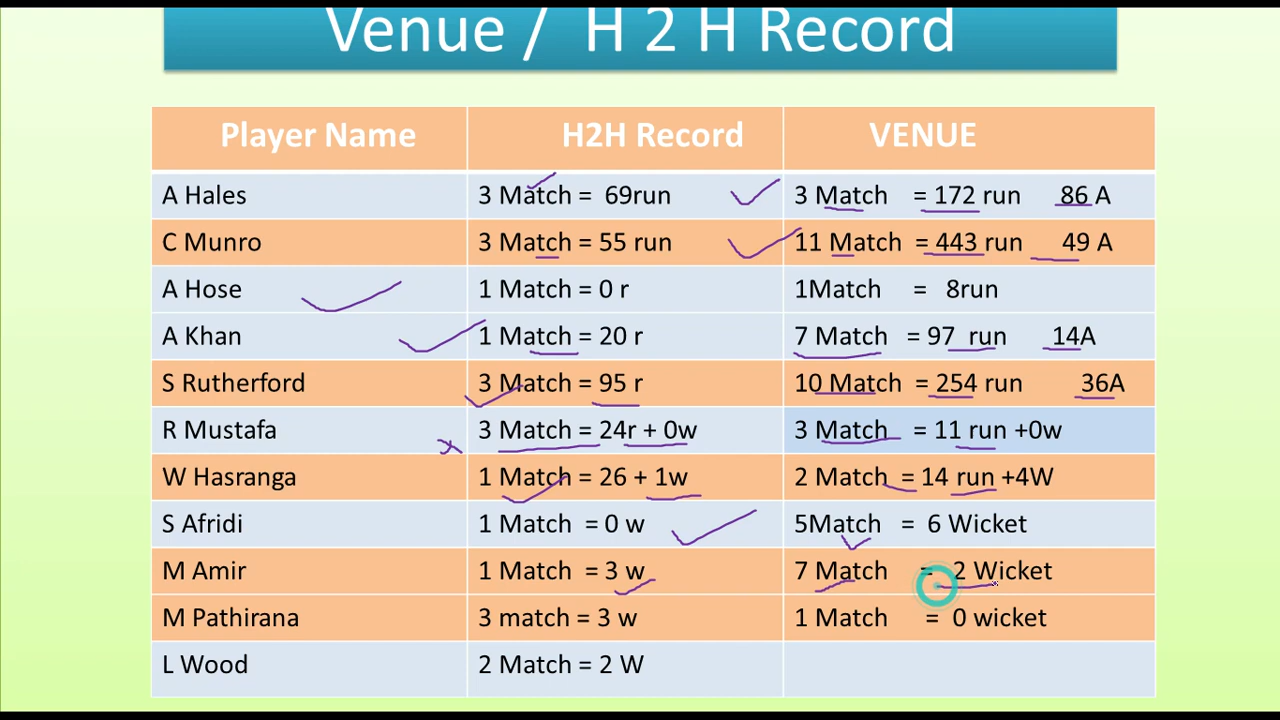 Venue / H 2 H Record
Player Name H2H Record VENUE
A Hales 3 Match = 69run 3 Match = 172 run 86 A
C Munro 3 Match = 55 run 11 Match = 443 run 49 A
A Hose 1 Match = 0 r 1Match = 8run
A Khan 1 Match = 20 r 7 Match = 97 run 14A
S Rutherford 3 Match = 95 r 10 Match = 254 run 36A
R Mustafa 3 Match = 24r + 0w 3 Match = 11 run +0w
W Hasranga 1 Match = 26 + 1w 2 Match = 14 run +4W
S Afridi 1 Match = 0 w 5Match = 6 Wicket
M Amir 1 Match = 3 w 7 Match = 2 Wicket
M Pathirana 3 match = 3 w 1 Match = 0 wicket
L Wood 2 Match = 2 W